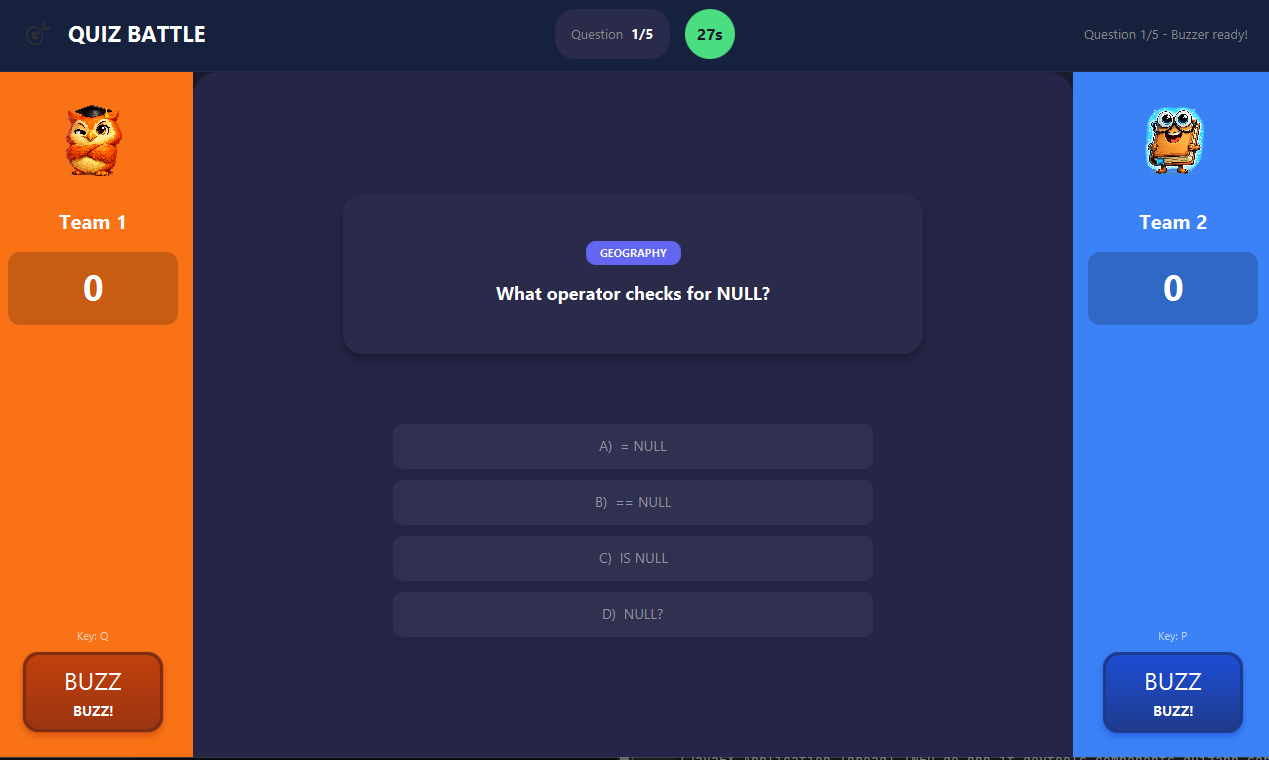 QUIZ BATTLE
Question 1/5
27s
Question 1/5 - Buzzer ready!
Team 1
0
Key: Q
BUZZ
BUZZ!
GEOGRAPHY
What operator checks for NULL?
A) = NULL
B) == NULL
C) IS NULL
D) NULL?
Team 2
0
Key: P
BUZZ
BUZZ!